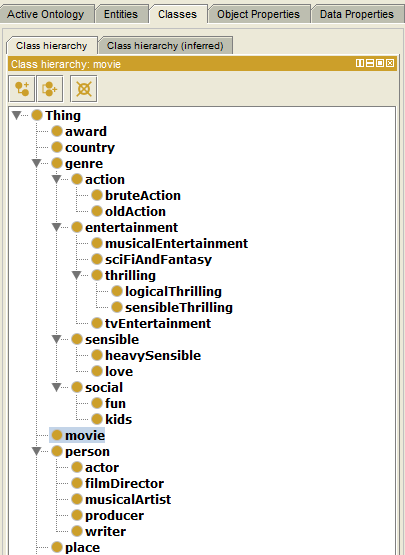 Active Ontology Entities Classes Object Properties Data Properties
Class hierarchy Class hierarchy (inferred)
Class hierarchy: movie
Thing
award
country
genre
action
bruteAction
oldAction
entertainment
musicalEntertainment
sciFiAndFantasy
thrilling
logicalThrilling
sensibleThrilling
tvEntertainment
sensible
heavySensible
love
social
fun
kids
movie
person
actor
filmDirector
musicalArtist
producer
writer
place